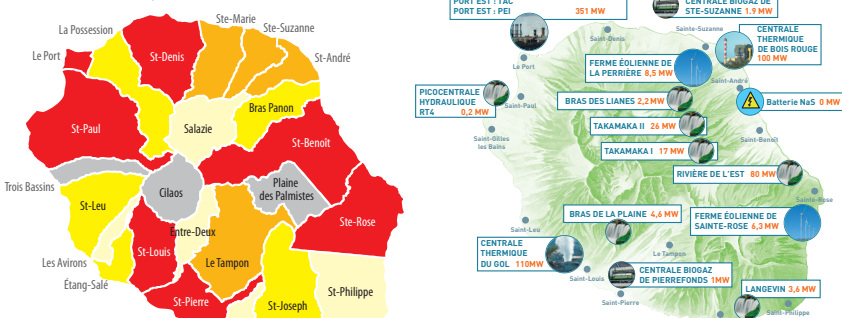 Ste-Marie
La Possession
Ste-Suzanne
St-Denis
Le Port
St-André
Bras Panon
St-Paul
Salazie
St-Benoît
Trois Bassins
Cilaos
Plaine
des Palmistes
St-Leu
Ste-Rose
Entre-Deux
St-Louis
Les Avirons
Le Tampon
Étang-Salé
St-Philippe
St-Pierre
St-Joseph
PORT EST : TAC
PORT EST : PEI 351 MW
CENTRALE BIOGAZ DE
STE-SUZANNE 1.9 MW
Saint-Denis
Sainte-Suzanne
CENTRALE
THERMIQUE
DE BOIS ROUGE
100 MW
Le Port
FERME ÉOLIENNE DE
LA PERRIÈRE 8,5 MW
Saint-André
PICOCENTRALE
HYDRAULIQUE
RT4 0,2 MW
Saint-Paul
BRAS DES LIANES 2,2 MW
Batterie NaS 0 MW
TAKAMAKA II 26 MW
Saint-Gilles
les Bains
Saint-Benoît
TAKAMAKA I 17 MW
RIVIÈRE DE L'EST 80 MW
Sainte-Rose
BRAS DE LA PLAINE 4,6 MW
FERME ÉOLIENNE DE
SAINTE-ROSE 6,3 MW
Saint-Leu
CENTRALE
THERMIQUE
DU GOL 110MW
La Tampon
Saint-Louis
CENTRALE BIOGAZ
DE PIERREFONDS 1MW
Saint-Pierre
LANGEVIN 3,6 MW
Saint-Philippe